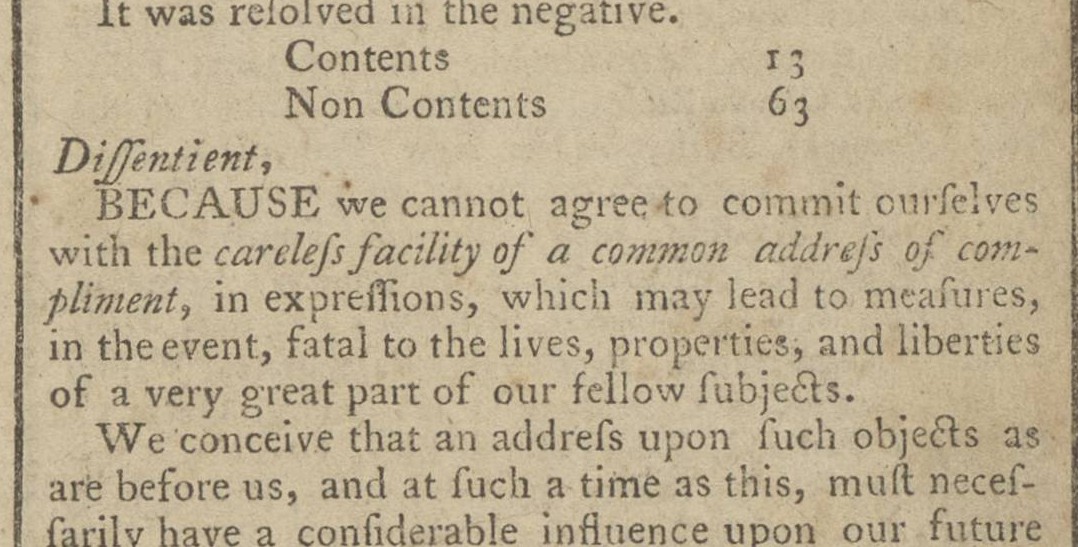 It was reſolved in the negative.
Contents 13
Non Contents 63
Diſſentient,
BECAUSE we cannot agree to commit ourſelves
with the careleſs facility of a common addreſs of com-
pliment, in expreſſions, which may lead to meaſures,
in the event, fatal to the lives, properties, and liberties
of a very great part of our fellow ſubjects.
We conceive that an addreſs upon ſuch objects as
are before us, and at ſuch a time as this, muſt neceſ-
ſarily have a conſiderable influence upon our future